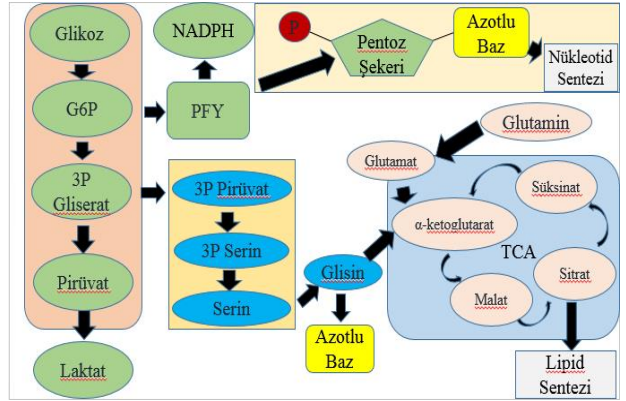 Glikoz
G6P
3P
Gliserat
Pirüvat
Laktat
NADPH
PFY
P
Pentoz
Şekeri
Azotlu
Baz
Nükleotid
Sentezi
3P Pirüvat
3P Serin
Serin
Glisin
Azotlu
Baz
Glutamin
Glutamat
α-ketoglutarat
Süksinat
TCA
Sitrat
Malat
Lipid
Sentezi